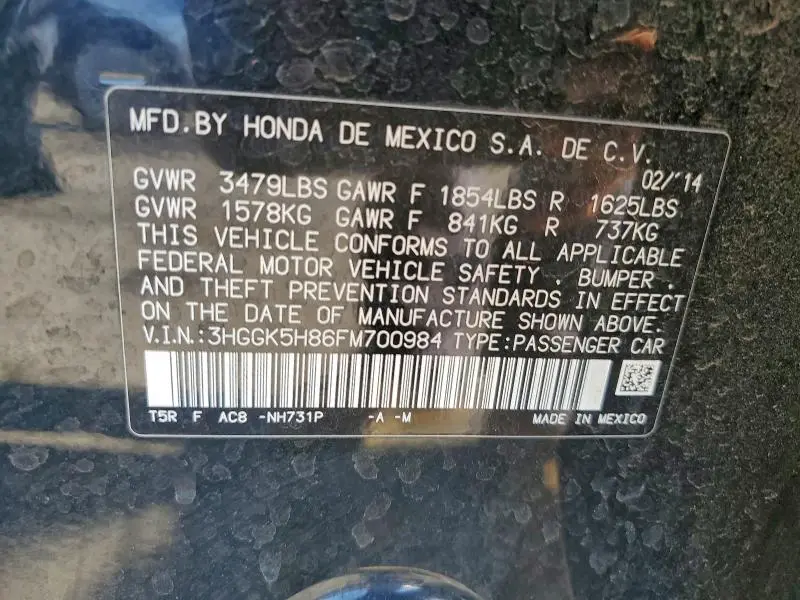 MFD.BY HONDA DE MEXICO S.A. DE C.V.
02/'14
GVWR 3479LBS GAWR F 1854LBS R 1625LBS
GVWR 1578KG GAWR F 841KG R 737KG
THIS VEHICLE CONFORMS TO ALL APPLICABLE
FEDERAL MOTOR VEHICLE SAFETY , BUMPER ,
AND THEFT PREVENTION STANDARDS IN EFFECT
ON THE DATE OF MANUFACTURE SHOWN ABOVE.
V.I.N.:3HGGK5H86FM700984 TYPE:PASSENGER CAR
T5R F AC8 -NH731P -A -M MADE IN MEXICO